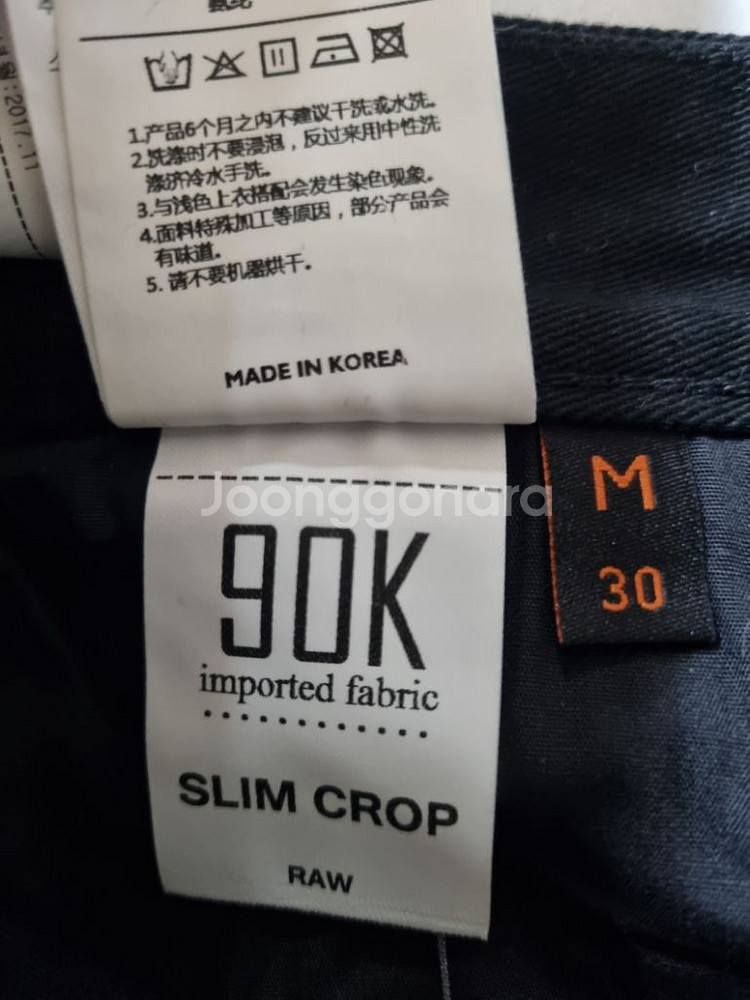 :2017.11
氨纶
1.产品6个月之内不建议干洗或水洗。
2.洗涤时不要浸泡，反过来用中性洗
涤济冷水手洗。
3.与浅色上衣搭配会发生染色现象。
4.面料特殊加工等原因，部分产品会
有味道。
5. 请不要机器烘干。
MADE IN KOREA
Joonggonara
90K
imported fabric
SLIM CROP
RAW
M
30